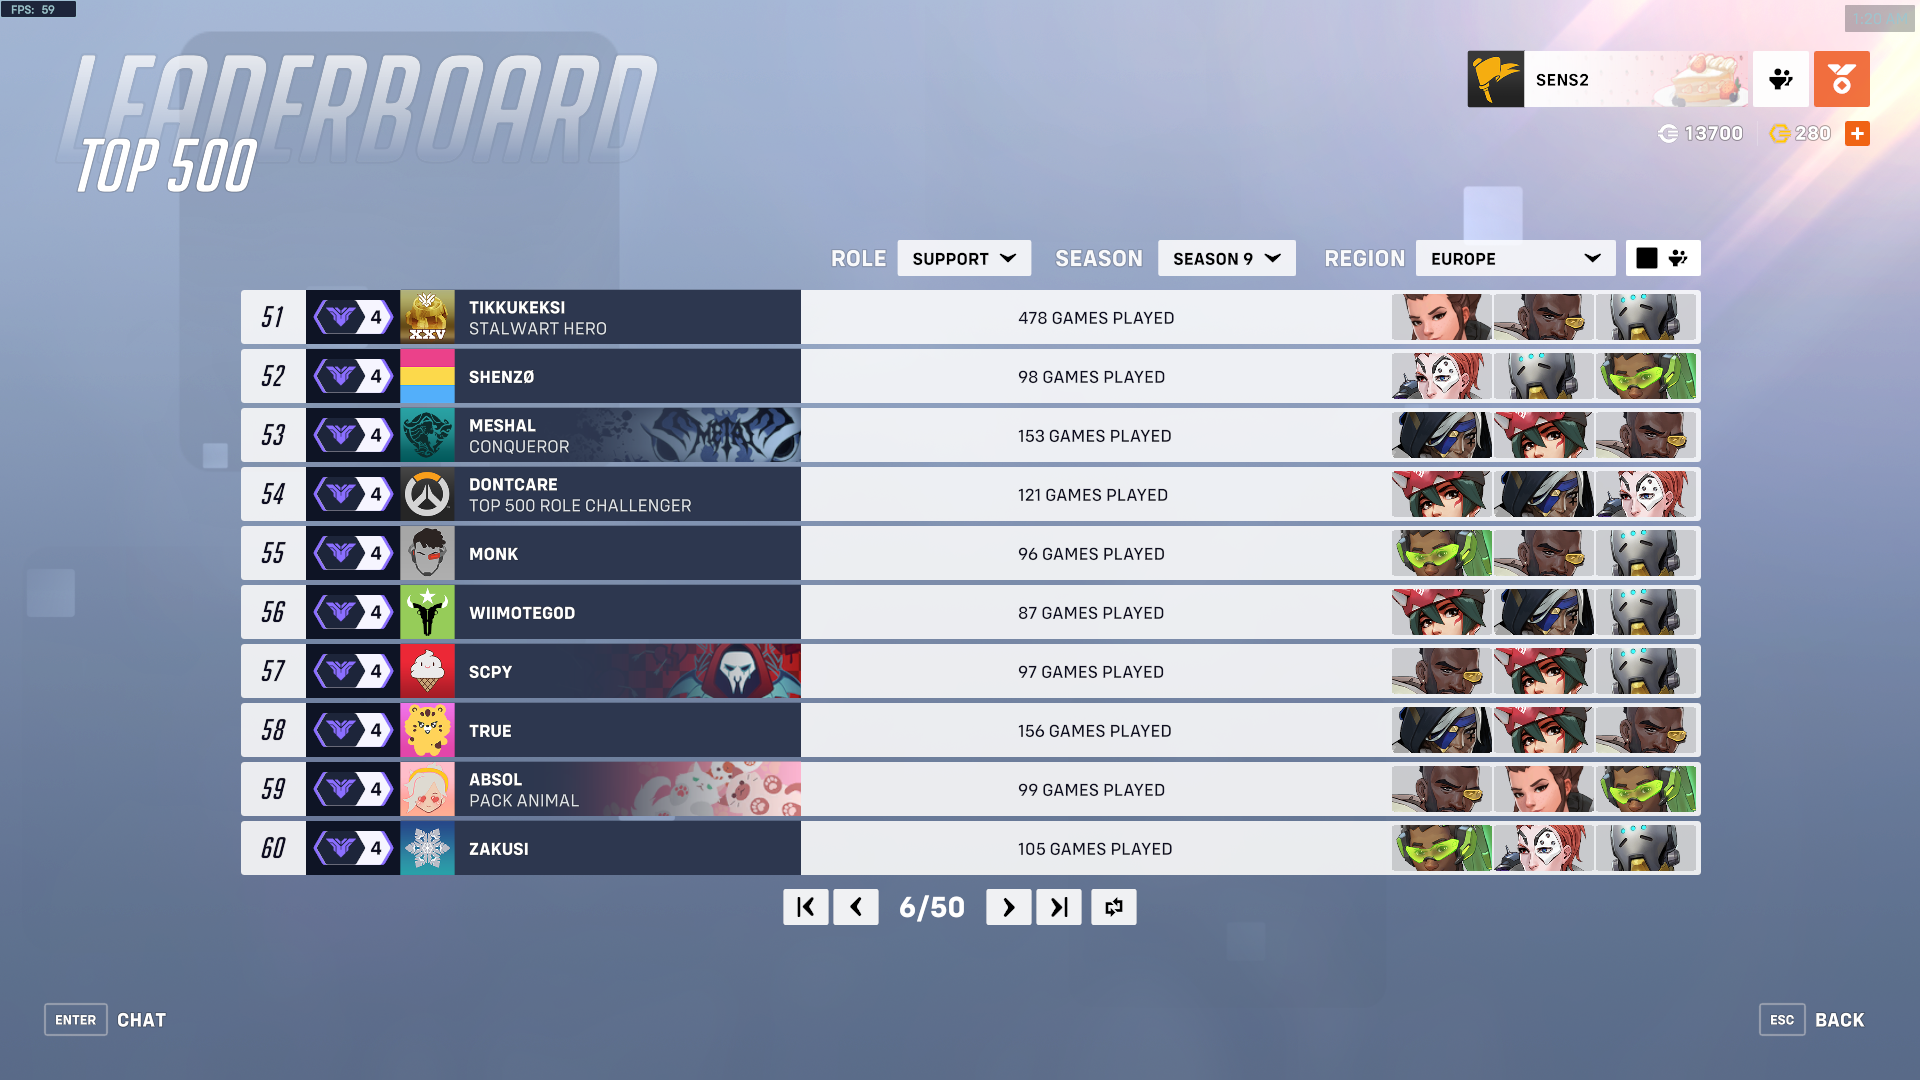 FPS: 59
LEADERBOARD
TOP 500
SENS2
13700
280
ROLE SUPPORT SEASON SEASON 9 REGION EUROPE
51 4 XXV TIKKUKEKSI
STALWART HERO
478 GAMES PLAYED
52 4 SHENZØ 98 GAMES PLAYED
53 4 MESHAL
CONQUEROR
153 GAMES PLAYED
54 4 DONTCARE
TOP 500 ROLE CHALLENGER
121 GAMES PLAYED
55 4 MONK 96 GAMES PLAYED
56 4 WIIMOTEGOD 87 GAMES PLAYED
57 4 SCPY 97 GAMES PLAYED
58 4 TRUE 156 GAMES PLAYED
59 4 ABSOL
PACK ANIMAL
99 GAMES PLAYED
60 4 ZAKUSI 105 GAMES PLAYED
6/50
ENTER CHAT
ESC BACK